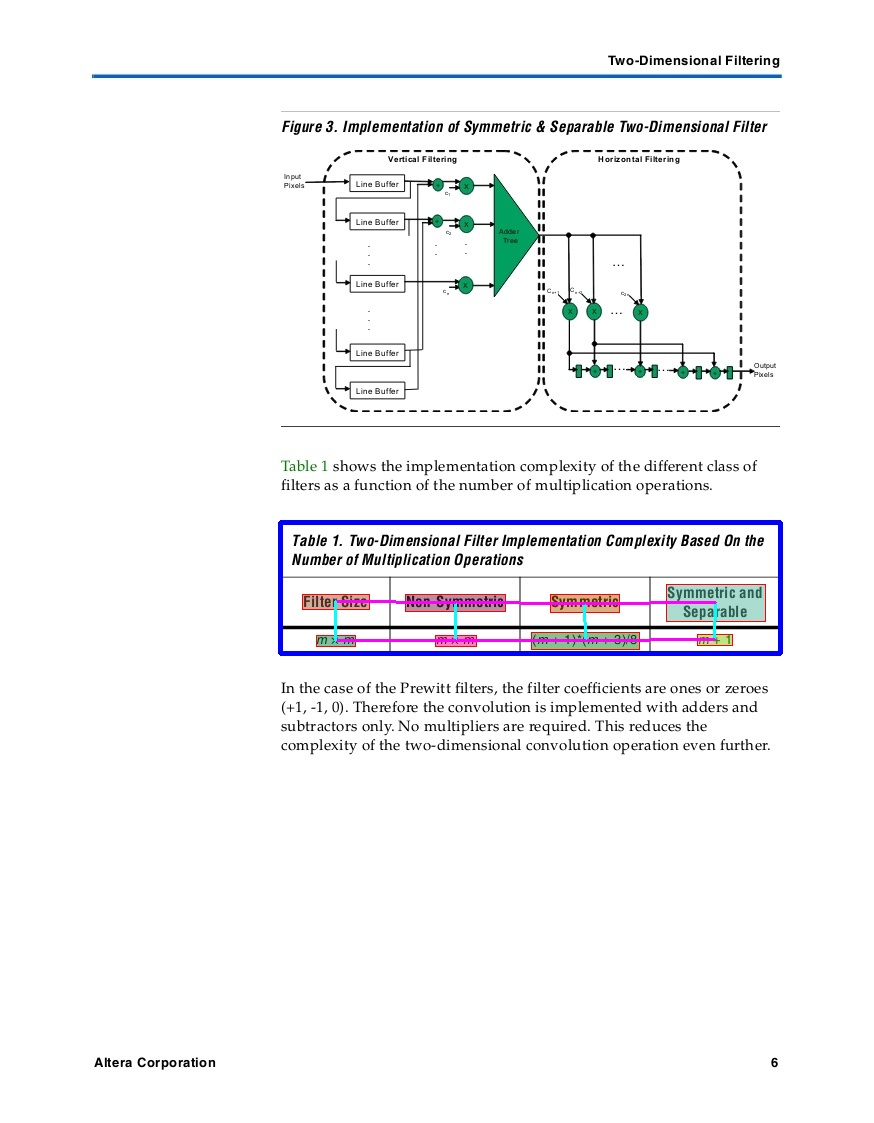 Two-Dimensional Filtering
Figure 3. Implementation of Symmetric & Separable Two-Dimensional Filter
Vertical Filtering
Horizontal Filtering
Input
Pixels
Line Buffer
Line Buffer
Line Buffer
Line Buffer
Line Buffer
Adder
Tree
Output
Pixels
Table 1 shows the implementation complexity of the different class of
filters as a function of the number of multiplication operations.
Table 1. Two-Dimensional Filter Implementation Complexity Based On the
Number of Multiplication Operations
Filter Size Non-Symmetric Symmetric Symmetric and
Separable
m × m m × m (m + 1)*(m + 3)/8 m + 1
In the case of the Prewitt filters, the filter coefficients are ones or zeroes
(+1, -1, 0). Therefore the convolution is implemented with adders and
subtractors only. No multipliers are required. This reduces the
complexity of the two-dimensional convolution operation even further.
Altera Corporation 6